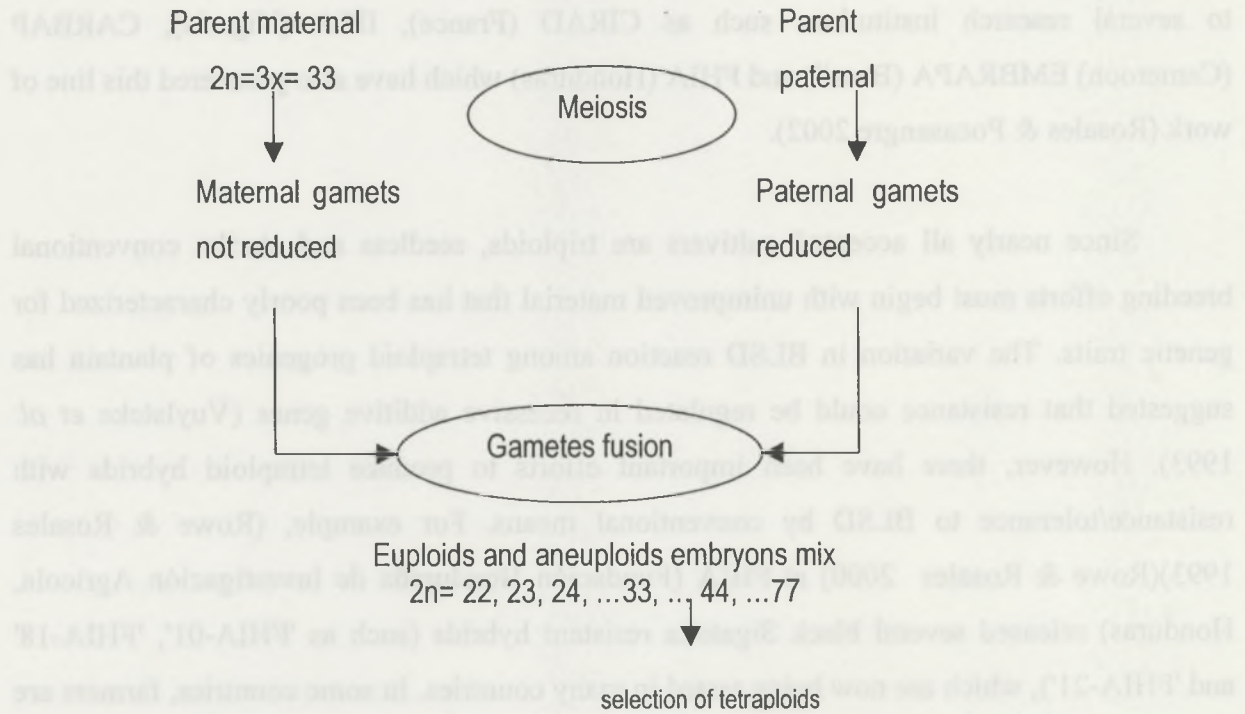 Parent maternal
2n=3x= 33
Parent
paternal
Meiosis
Maternal gamets
not reduced
Paternal gamets
reduced
Gametes fusion
Euploids and aneuploids embryons mix
2n= 22, 23, 24, ...33, ... 44, ...77
selection of tetraploids